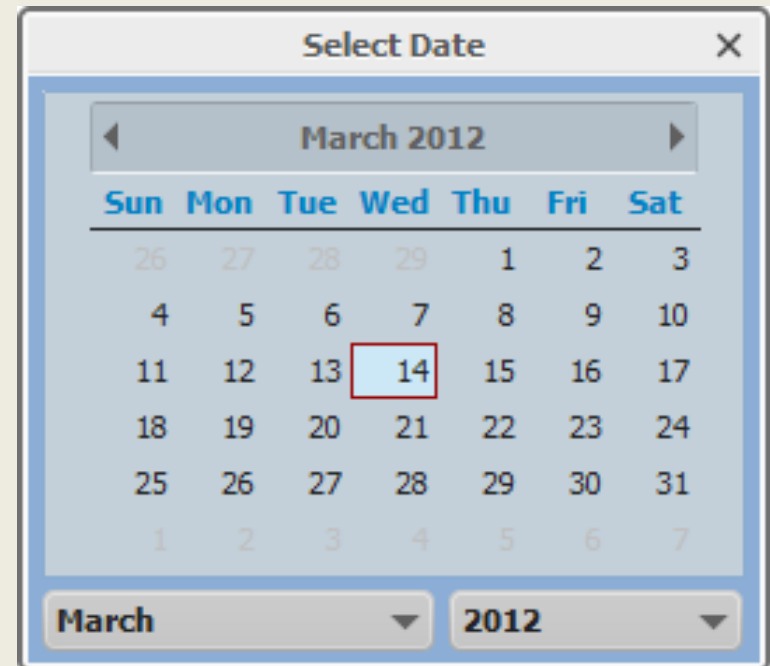 Select Date
March 2012
Sun Mon Tue Wed Thu Fri Sat
26 27 28 29 1 2 3
4 5 6 7 8 9 10
11 12 13 14 15 16 17
18 19 20 21 22 23 24
25 26 27 28 29 30 31
1 2 3 4 5 6 7
March 2012